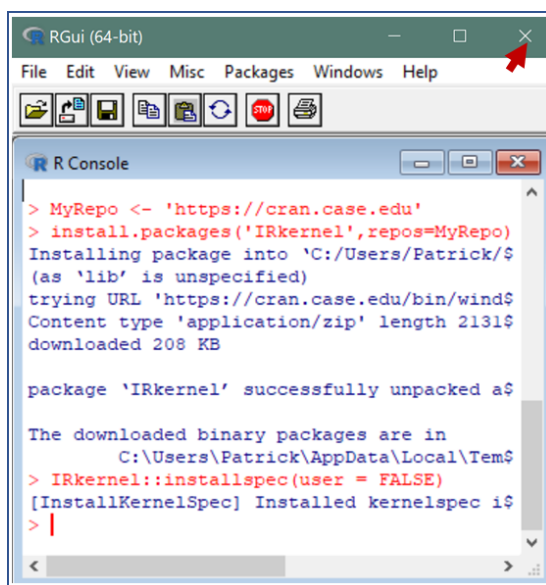 RGui (64-bit)
File Edit View Misc Packages Windows Help
STOP
R Console
> MyRepo <- 'https://cran.case.edu'
> install.packages('IRkernel',repos=MyRepo)
Installing package into ‘C:/Users/Patrick/$
(as ‘lib’ is unspecified)
trying URL 'https://cran.case.edu/bin/wind$
Content type 'application/zip' length 2131$
downloaded 208 KB
package ‘IRkernel’ successfully unpacked a$
The downloaded binary packages are in
C:\Users\Patrick\AppData\Local\Tem$
> IRkernel::installspec(user = FALSE)
[InstallKernelSpec] Installed kernelspec i$
>